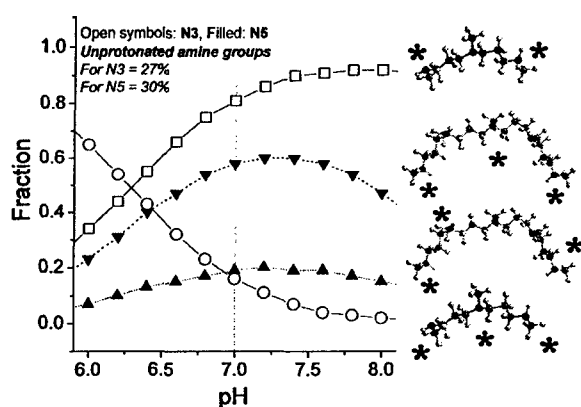 Open symbols: N3, Filled: N5
Unprotonated amine groups
For N3 = 27%
For N5 = 30%
1.0
0.8
0.6
0.4
0.2
0.0
Fraction
6.0 6.5 7.0 7.5 8.0
pH
* *
* * *
* * *
* * *